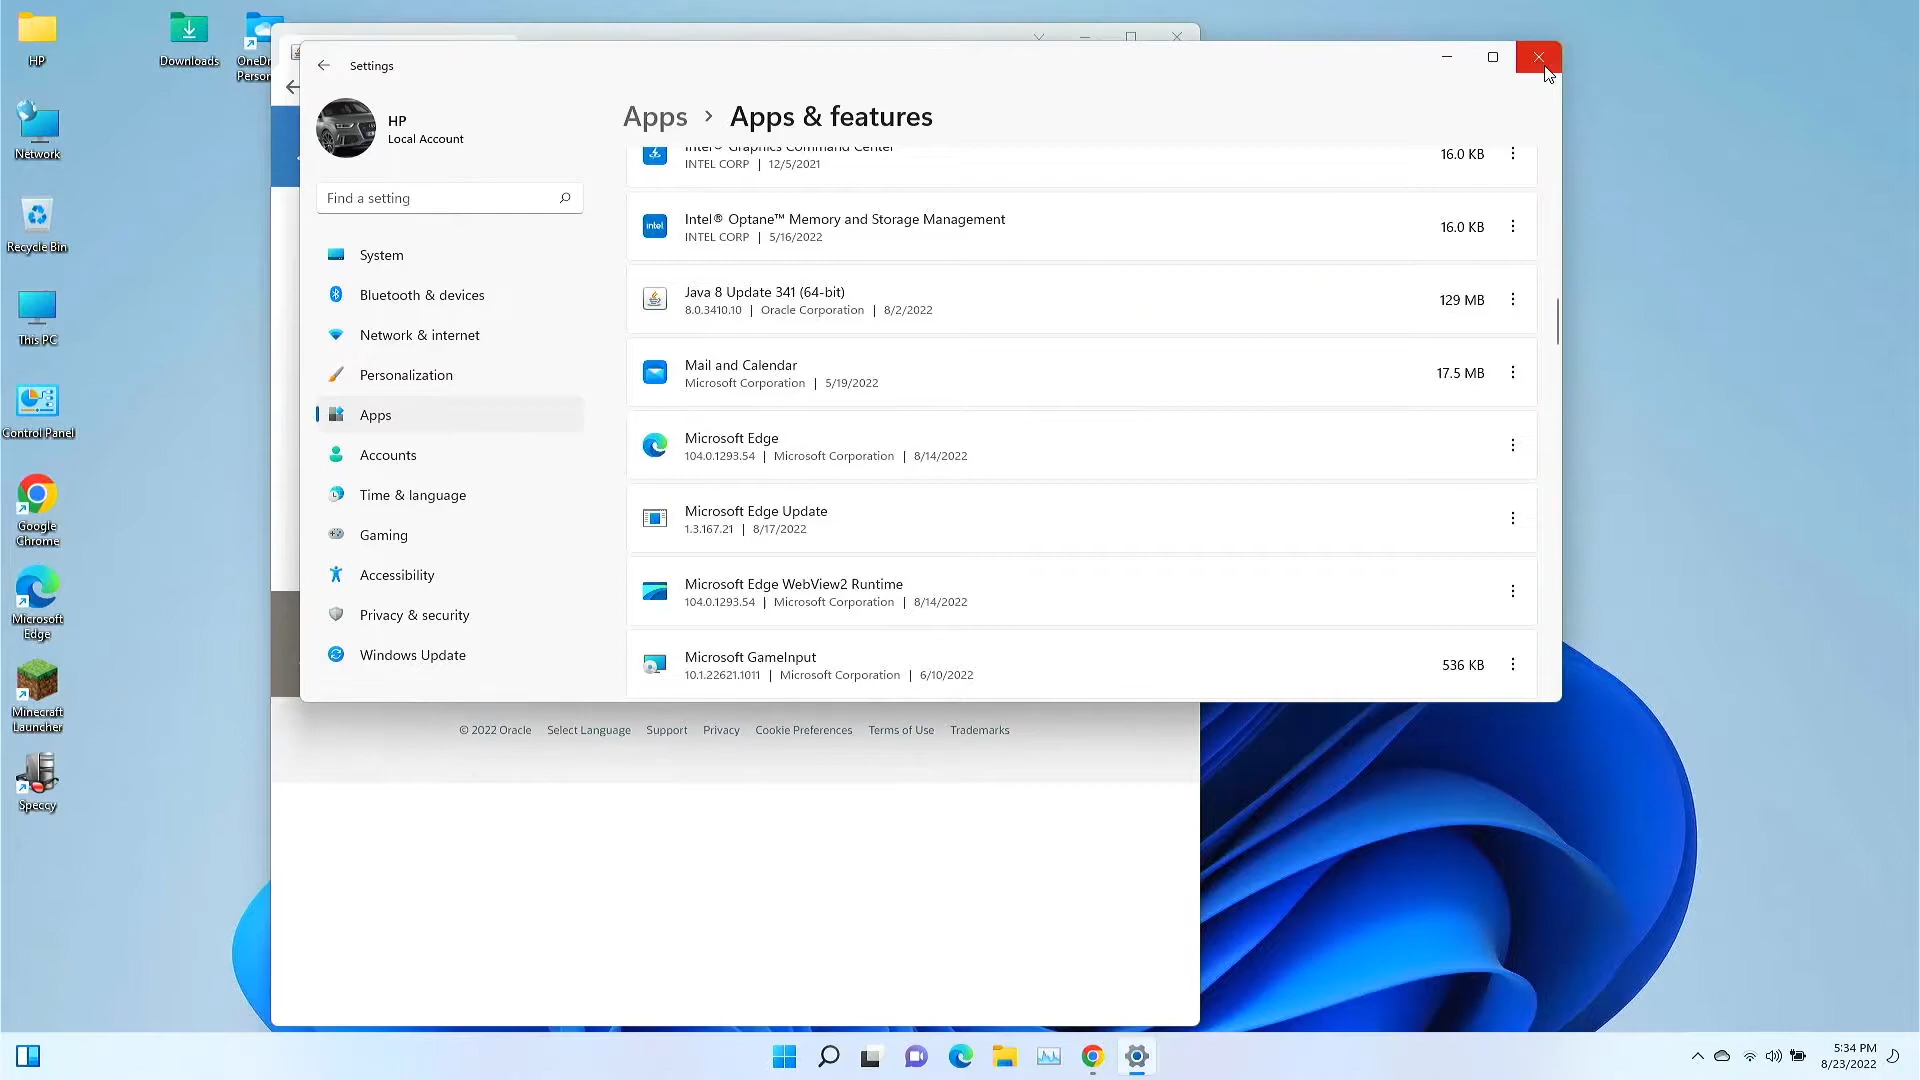 HP
Downloads
OneDri
Person
Network
Recycle Bin
This PC
Control Panel
Google
Chrome
Microsoft
Edge
Minecraft
Launcher
Speccy
Settings
HP
Local Account
Find a setting
System
Bluetooth & devices
Network & internet
Personalization
Apps
Accounts
Time & language
Gaming
Accessibility
Privacy & security
Windows Update
Apps › Apps & features
Intel® Graphics Command Center
INTEL CORP | 12/5/2021
16.0 KB
Intel® Optane™ Memory and Storage Management
INTEL CORP | 5/16/2022
16.0 KB
Java 8 Update 341 (64-bit)
8.0.3410.10 | Oracle Corporation | 8/2/2022
129 MB
Mail and Calendar
Microsoft Corporation | 5/19/2022
17.5 MB
Microsoft Edge
104.0.1293.54 | Microsoft Corporation | 8/14/2022
Microsoft Edge Update
1.3.167.21 | 8/17/2022
Microsoft Edge WebView2 Runtime
104.0.1293.54 | Microsoft Corporation | 8/14/2022
intel
Microsoft GameInput
10.1.22621.1011 | Microsoft Corporation | 6/10/2022
536 KB
© 2022 Oracle Select Language Support Privacy Cookie Preferences Terms of Use Trademarks
5:34 PM
8/23/2022